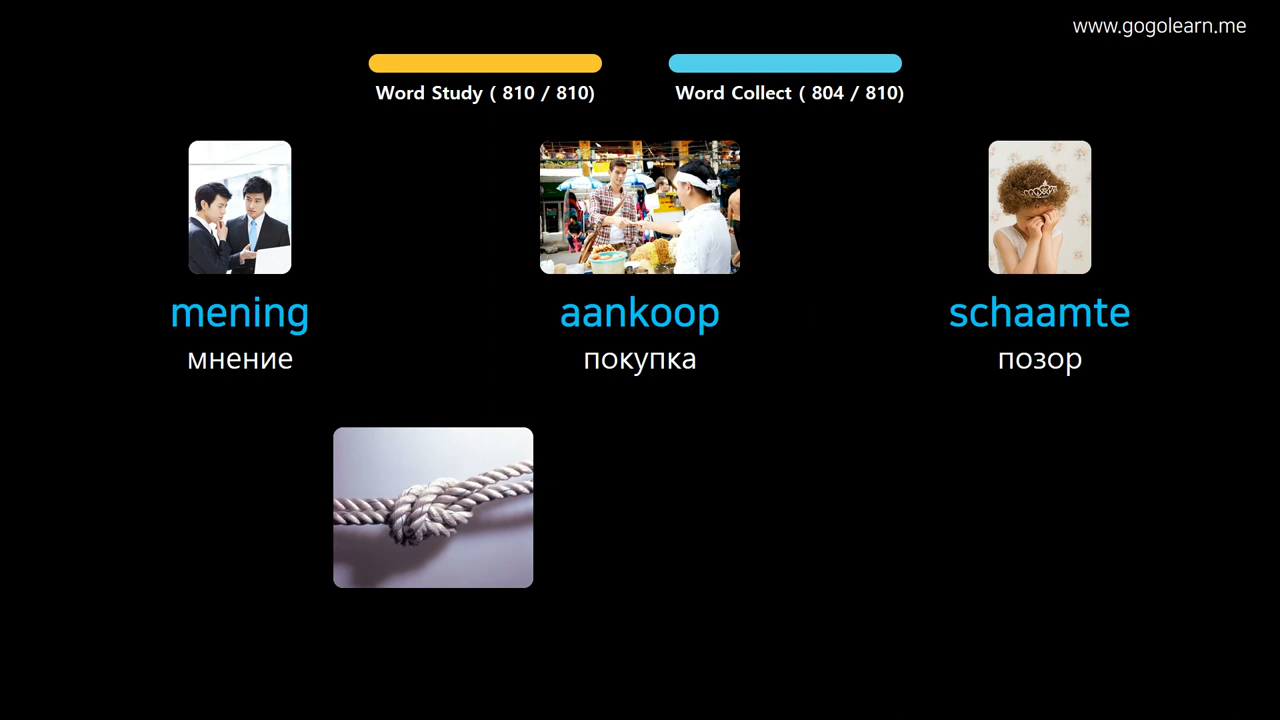 www.gogolearn.me
Word Study ( 810 / 810)
Word Collect ( 804 / 810)
mening
aankoop
schaamte
мнение
покупка
позор